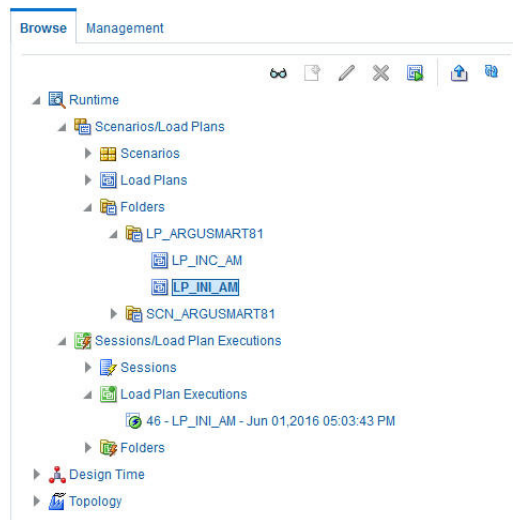 Browse Management
Runtime
Scenarios/Load Plans
Scenarios
Load Plans
Folders
LP_ARGUSMART81
LP_INC_AM
LP_INI_AM
SCN_ARGUSMART81
Sessions/Load Plan Executions
Sessions
Load Plan Executions
46 - LP_INI_AM - Jun 01,2016 05:03:43 PM
Folders
Design Time
Topology